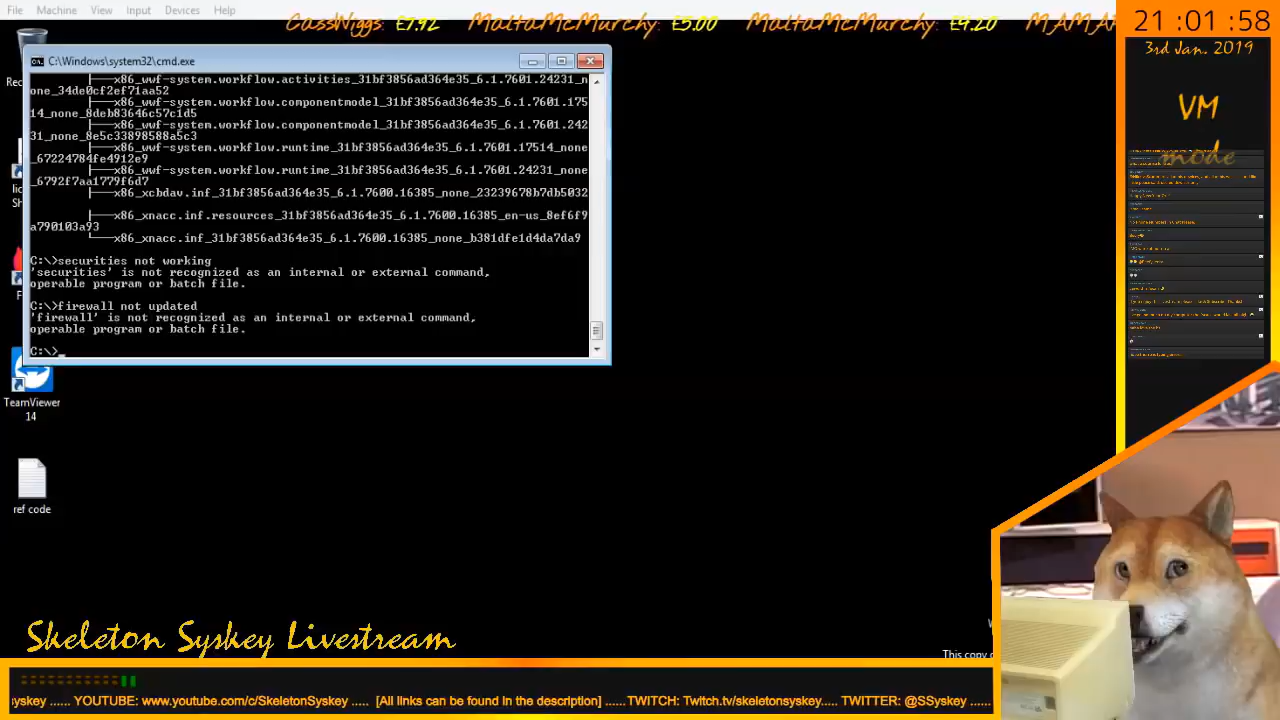 File Machine View Input Devices Help
CassWiggs: £7.92 MaltaMcMurchy: £5.00 MaltaMcMurchy: £9.20
21 :01 :58
3rd Jan. 2019
VM
mode
C:\Windows\system32\cmd.exe
├──x86_wwf-system.workflow.activities_31bf3856ad364e35_6.1.7601.24231_n
one_34de0cf2ef71aa52
├──x86_wwf-system.workflow.componentmodel_31bf3856ad364e35_6.1.7601.175
14_none_8deb83646c57c1d5
├──x86_wwf-system.workflow.componentmodel_31bf3856ad364e35_6.1.7601.242
31_none_8e5c33898588a5c3
├──x86_wwf-system.workflow.runtime_31bf3856ad364e35_6.1.7601.17514_none
_67224784fe4912e9
├──x86_wwf-system.workflow.runtime_31bf3856ad364e35_6.1.7601.24231_none
_6792f7aa1779f6d7
├──x86_xcbdav.inf_31bf3856ad364e35_6.1.7600.16385_none_23232678b7db5032
├──x86_xnacc.inf.resources_31bf3856ad364e35_6.1.7600.16385_en-us_8ef6f9
a790103a93
└──x86_xnacc.inf_31bf3856ad364e35_6.1.7600.16385_none_b381dfe1d4da7da9
C:\>securities not working
'securities' is not recognized as an internal or external command,
operable program or batch file.
C:\>firewall not updated
'firewall' is not recognized as an internal or external command,
operable program or batch file.
C:\>_
TeamViewer
14
ref code
This copy
Skeleton Syskey Livestream
syskey ...... YOUTUBE: www.youtube.com/c/SkeletonSyskey ..... [All links can be found in the description] ...... TWITCH: Twitch.tv/skeletonsyskey..... TWITTER: @SSyskey ......